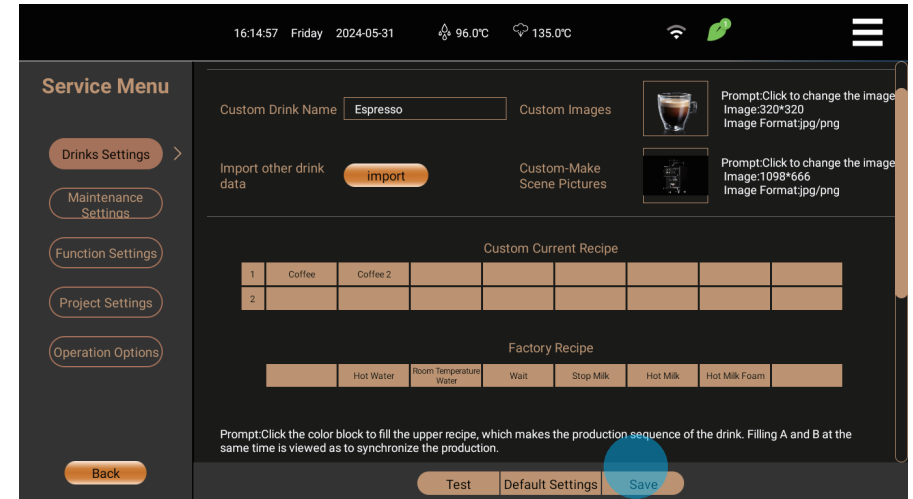 16:14:57 Friday 2024-05-31 96.0℃ 135.0℃
1
Service Menu
Drinks Settings
Maintenance
Settings
Function Settings
Project Settings
Operation Options
Back
Custom Drink Name Espresso
Custom Images
Prompt:Click to change the image
Image:320*320
Image Format:jpg/png
Import other drink
data
import
Custom-Make
Scene Pictures
Prompt:Click to change the image
Image:1098*666
Image Format:jpg/png
Custom Current Recipe
1 Coffee Coffee 2
2
Factory Recipe
Hot Water Room Temperature Water Wait Stop Milk Hot Milk Hot Milk Foam
Prompt:Click the color block to fill the upper recipe, which makes the production sequence of the drink. Filling A and B at the
same time is viewed as to synchronize the production.
Test Default Settings Save